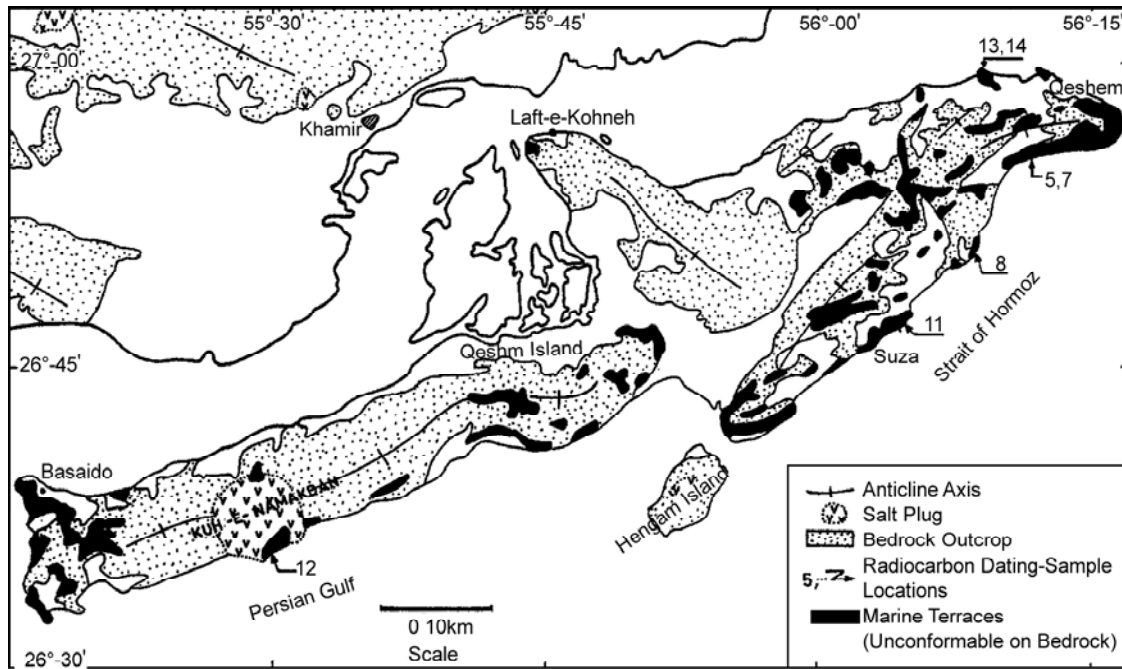 55°-30'
55°-45'
56°-00'
56°-15'
27°-00'
13,14
Qeshem
Laft-e-Kohneh
Khamir
5,7
8
11
Suza
Strait of Hormoz
26°-45'
Qeshm Island
Basaido
KUH-E-NAMAKDAN
Hengam Island
12
Persian Gulf
0 10km
Scale
26°-30'
Anticline Axis
Salt Plug
Bedrock Outcrop
5, Radiocarbon Dating-Sample
Locations
Marine Terraces
(Unconformable on Bedrock)